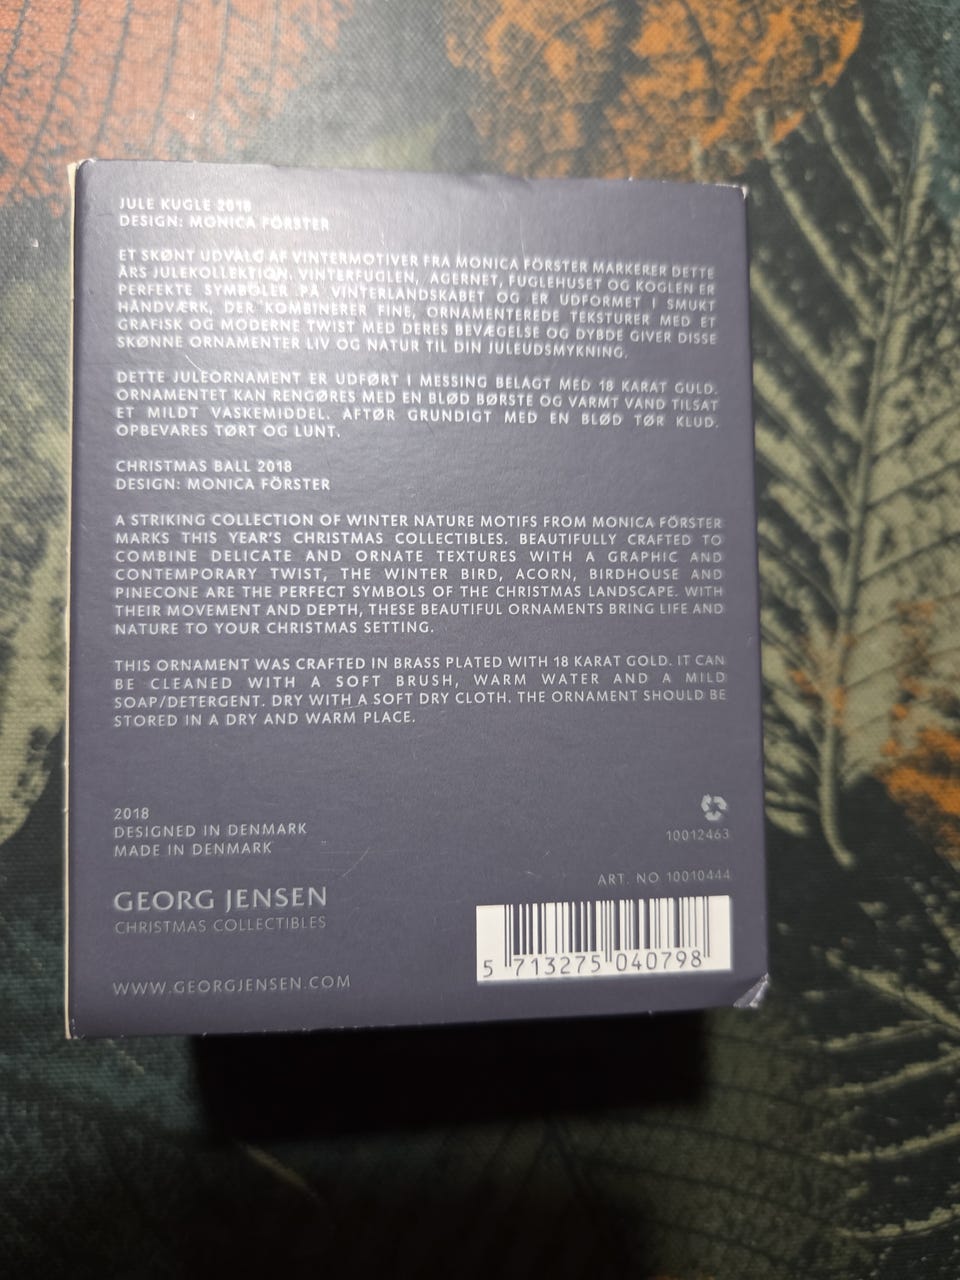 JULE KUGLE 2018
DESIGN: MONICA FÖRSTER
ET SKØNT UDVALG AF VINTERMOTIVER FRA MONICA FÖRSTER MARKERER DETTE
ÅRS JULEKOLLEKTION. VINTERFUGLEN, AGERNET, FUGLEHUSET OG KOGLEN ER
PERFEKTE SYMBOLER PÅ VINTERLANDSKABET OG ER UDFORMET I SMUKT
HÅNDVÆRK, DER KOMBINERER FINE, ORNAMENTEREDE TEKSTURER MED ET
GRAFISK OG MODERNE TWIST MED DERES BEVÆGELSE OG DYBDE GIVER DISSE
SKØNNE ORNAMENTER LIV OG NATUR TIL DIN JULEUDSMYKNING.
DETTE JULEORNAMENT ER UDFØRT I MESSING BELAGT MED 18 KARAT GULD.
ORNAMENTET KAN RENGØRES MED EN BLØD BØRSTE OG VARMT VAND TILSAT
ET MILDT VASKEMIDDEL. AFTØR GRUNDIGT MED EN BLØD TØR KLUD.
OPBEVARES TØRT OG LUNT.
CHRISTMAS BALL 2018
DESIGN: MONICA FÖRSTER
A STRIKING COLLECTION OF WINTER NATURE MOTIFS FROM MONICA FÖRSTER
MARKS THIS YEAR'S CHRISTMAS COLLECTIBLES. BEAUTIFULLY CRAFTED TO
COMBINE DELICATE AND ORNATE TEXTURES WITH A GRAPHIC AND
CONTEMPORARY TWIST, THE WINTER BIRD, ACORN, BIRDHOUSE AND
PINECONE ARE THE PERFECT SYMBOLS OF THE CHRISTMAS LANDSCAPE. WITH
THEIR MOVEMENT AND DEPTH, THESE BEAUTIFUL ORNAMENTS BRING LIFE AND
NATURE TO YOUR CHRISTMAS SETTING.
THIS ORNAMENT WAS CRAFTED IN BRASS PLATED WITH 18 KARAT GOLD. IT CAN
BE CLEANED WITH A SOFT BRUSH, WARM WATER AND A MILD
SOAP/DETERGENT. DRY WITH A SOFT DRY CLOTH. THE ORNAMENT SHOULD BE
STORED IN A DRY AND WARM PLACE.
2018
DESIGNED IN DENMARK
MADE IN DENMARK
GEORG JENSEN
CHRISTMAS COLLECTIBLES
WWW.GEORGJENSEN.COM
10012463
ART. NO 10010444
5 713275 040798